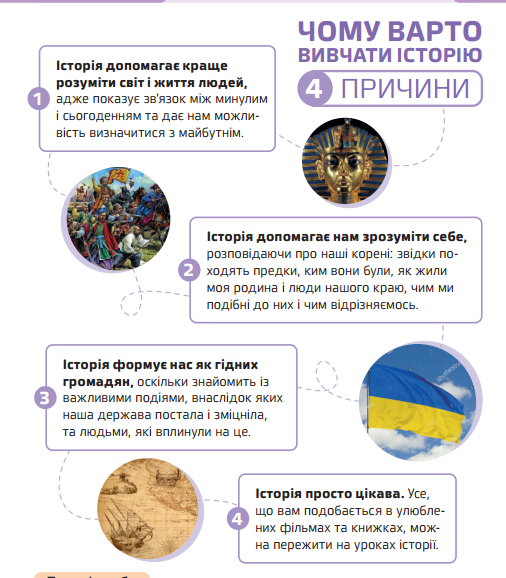 ЧОМУ ВАРТО
ВИВЧАТИ ІСТОРІЮ
4 ПРИЧИНИ
1
Історія допомагає краще
розуміти світ і життя людей,
адже показує зв'язок між минулим
і сьогоденням та дає нам можли-
вість визначитися з майбутнім.
2
Історія допомагає нам зрозуміти себе,
розповідаючи про наші корені: звідки по-
ходять предки, ким вони були, як жили
моя родина і люди нашого краю, чим ми
подібні до них і чим відрізняємось.
3
Історія формує нас як гідних
громадян, оскільки знайомить із
важливими подіями, внаслідок яких
наша держава постала і зміцніла,
та людьми, які вплинули на це.
4
Історія просто цікава. Усе,
що вам подобається в улюбле-
них фільмах та книжках, мож-
на пережити на уроках історії.